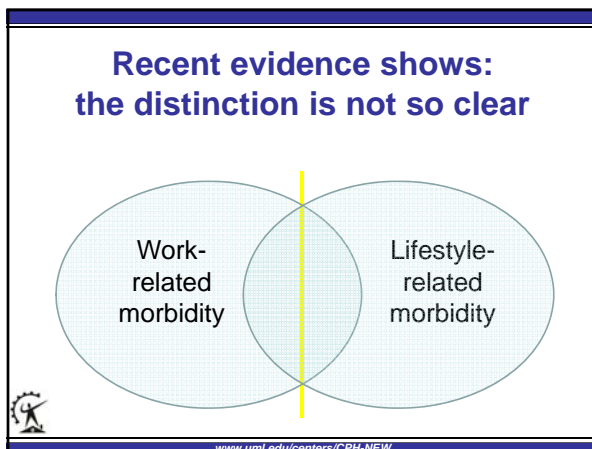 Recent evidence shows:
the distinction is not so clear
Work-
related
morbidity
Lifestyle-
related
morbidity
www.uml.edu/centers/CPH-NEW